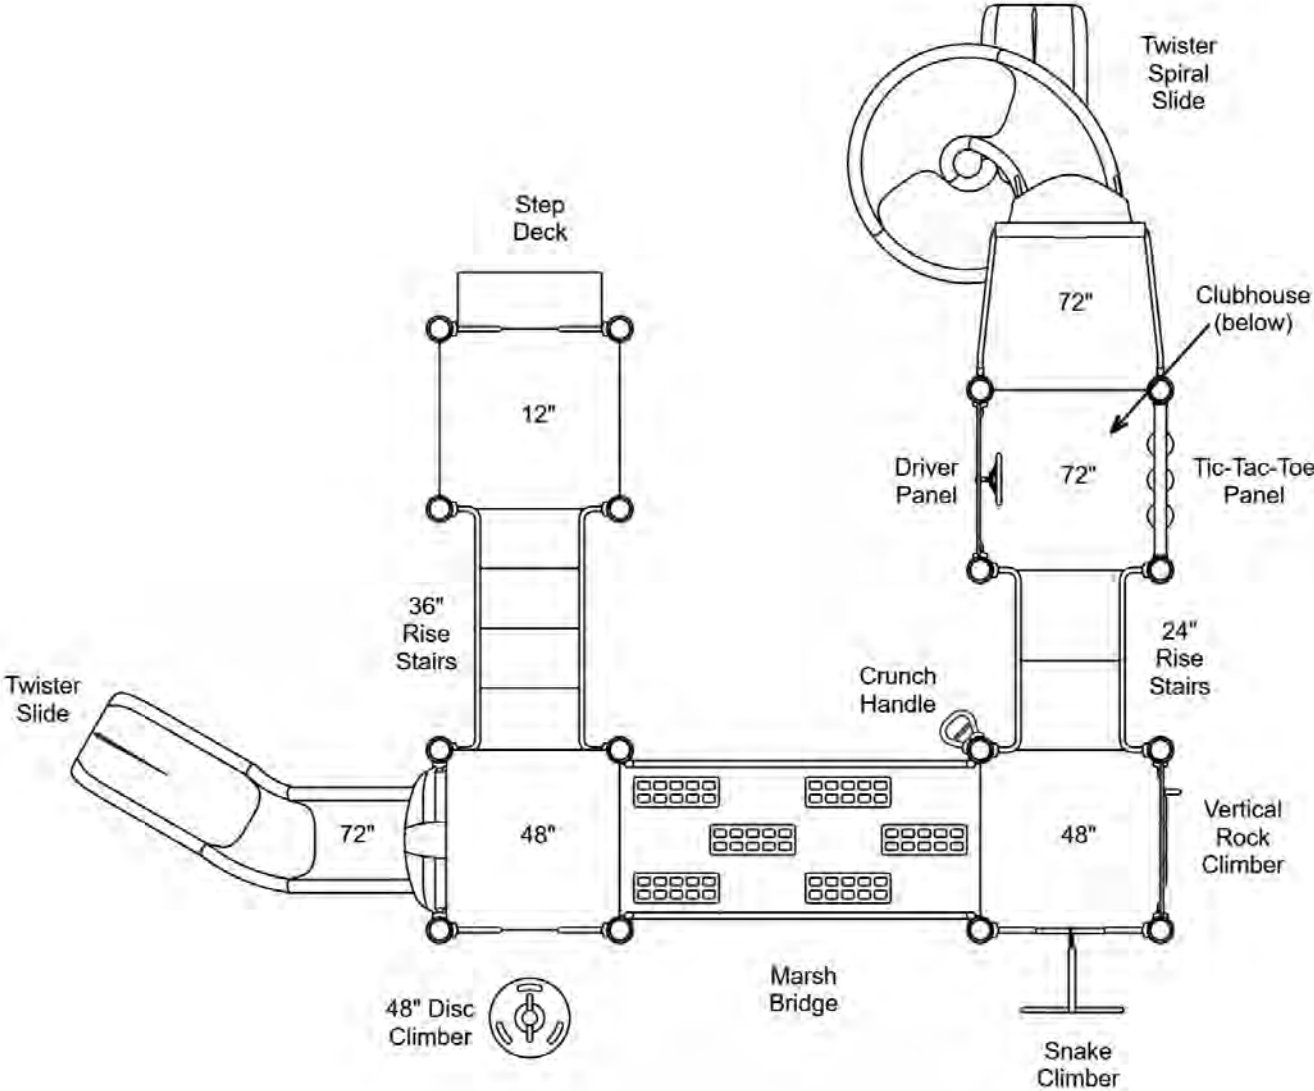 Twister
Spiral
Slide
Step
Deck
72"
Clubhouse
(below)
12"
Driver
Panel
72"
Tic-Tac-Toe
Panel
36"
Rise
Stairs
24"
Rise
Stairs
Twister
Slide
Crunch
Handle
72"
48"
48"
Vertical
Rock
Climber
Marsh
Bridge
48" Disc
Climber
Snake
Climber